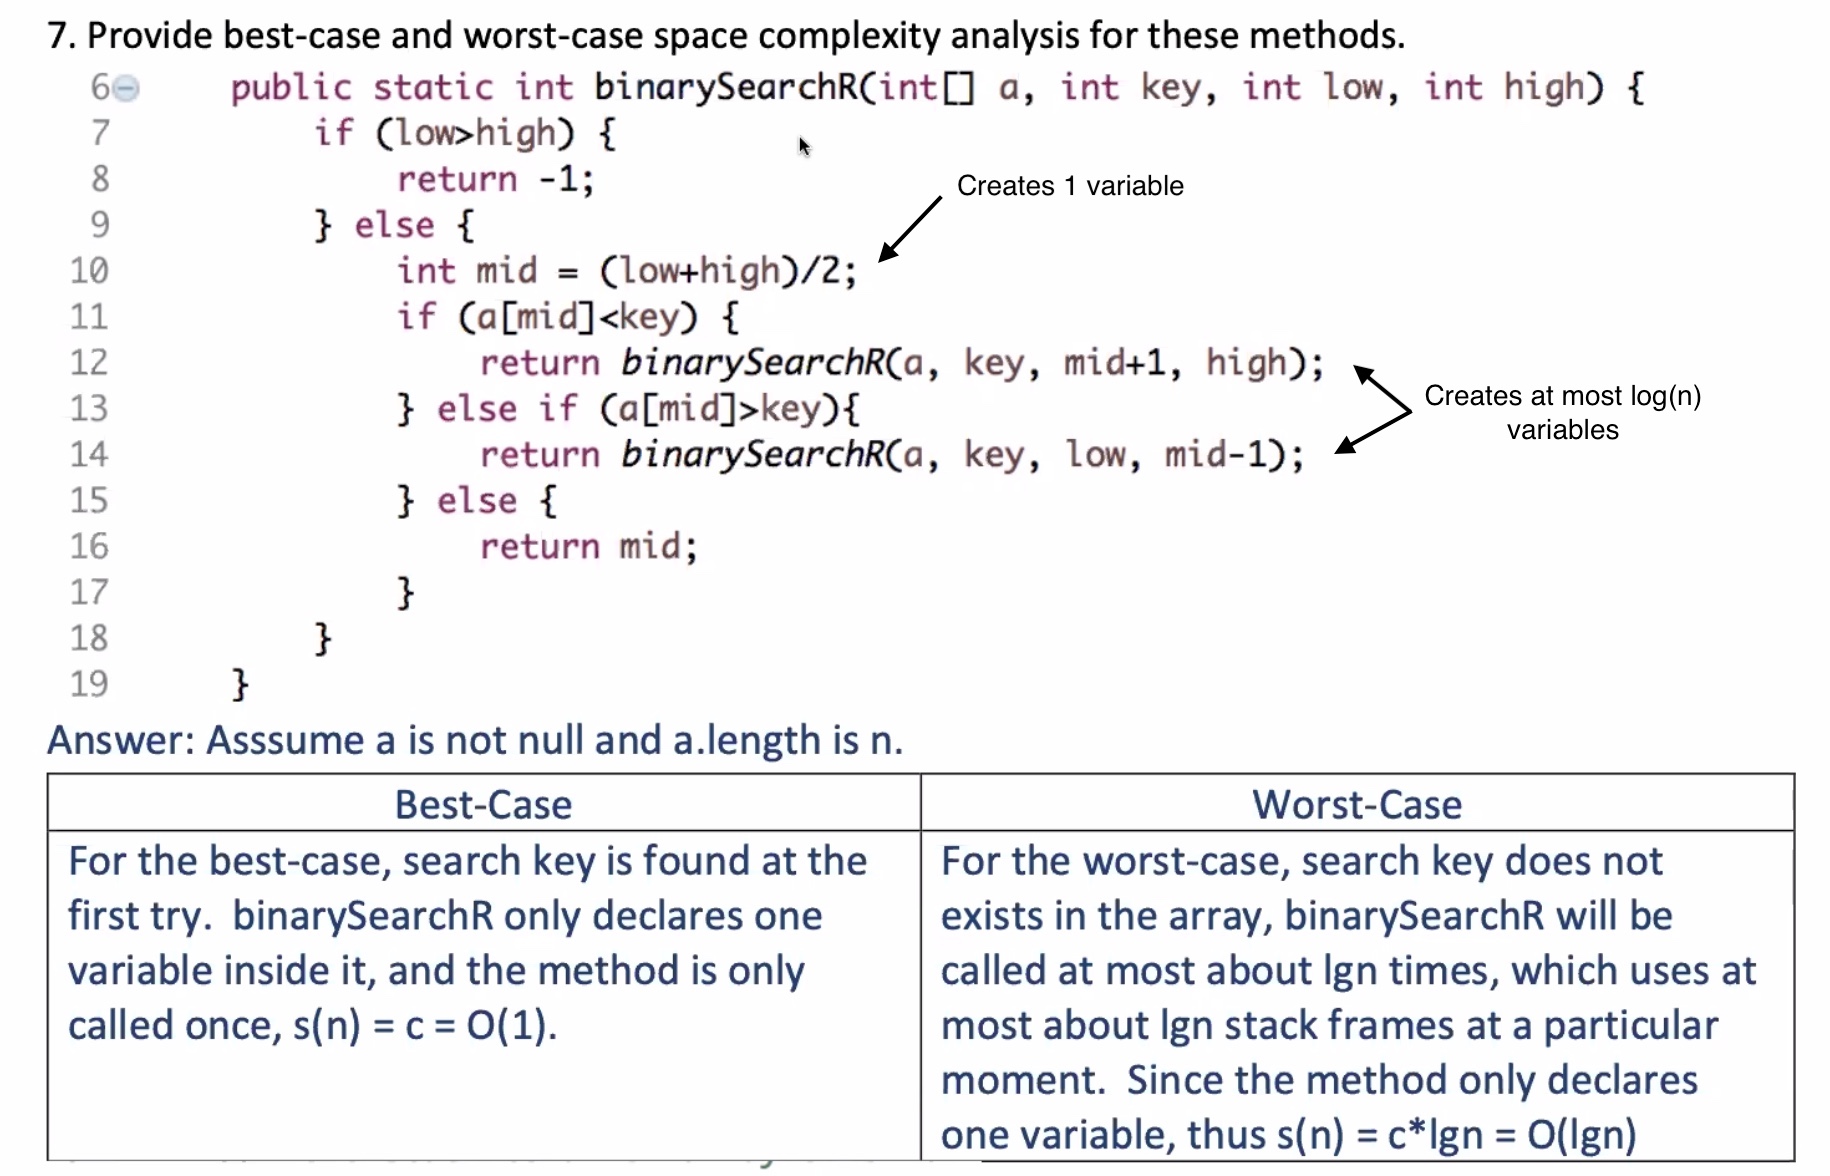 7. Provide best-case and worst-case space complexity analysis for these methods.
6 public static int binarySearchR(int[] a, int key, int low, int high) {
7 if (low>high) {
8 return -1;
Creates 1 variable
9 } else {
10 int mid = (low+high)/2;
11 if (a[mid]<key) {
12 return binarySearchR(a, key, mid+1, high);
13 } else if (a[mid]>key){
Creates at most log(n)
variables
14 return binarySearchR(a, key, low, mid-1);
15 } else {
16 return mid;
17 }
18 }
19 }
Answer: Asssume a is not null and a.length is n.
Best-Case
For the best-case, search key is found at the
first try. binarySearchR only declares one
variable inside it, and the method is only
called once, s(n) = c = O(1).
Worst-Case
For the worst-case, search key does not
exists in the array, binarySearchR will be
called at most about lgn times, which uses at
most about lgn stack frames at a particular
moment. Since the method only declares
one variable, thus s(n) = c*lgn = O(lgn)